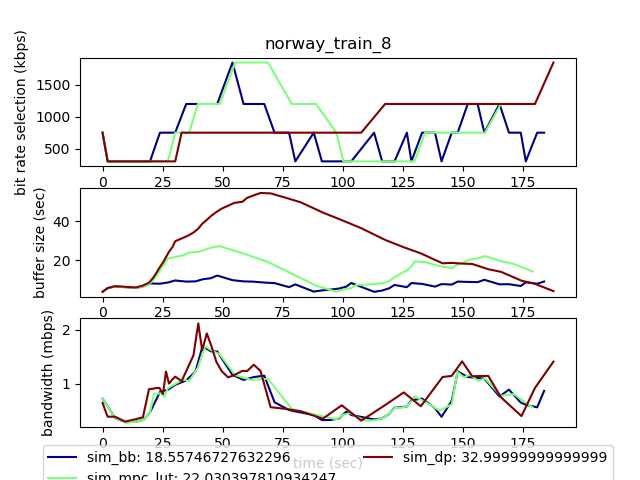 norway_train_8
bit rate selection (kbps)
1500
1000
500
0 25 50 75 100 125 150 175
buffer size (sec)
40
20
0 25 50 75 100 125 150 175
bandwidth (mbps)
2
1
0 25 50 75 100 125 150 175
time (sec)
sim_bb: 18.55746727632296
sim_mpc_lut: 22.030397810934247
sim_dp: 32.99999999999999